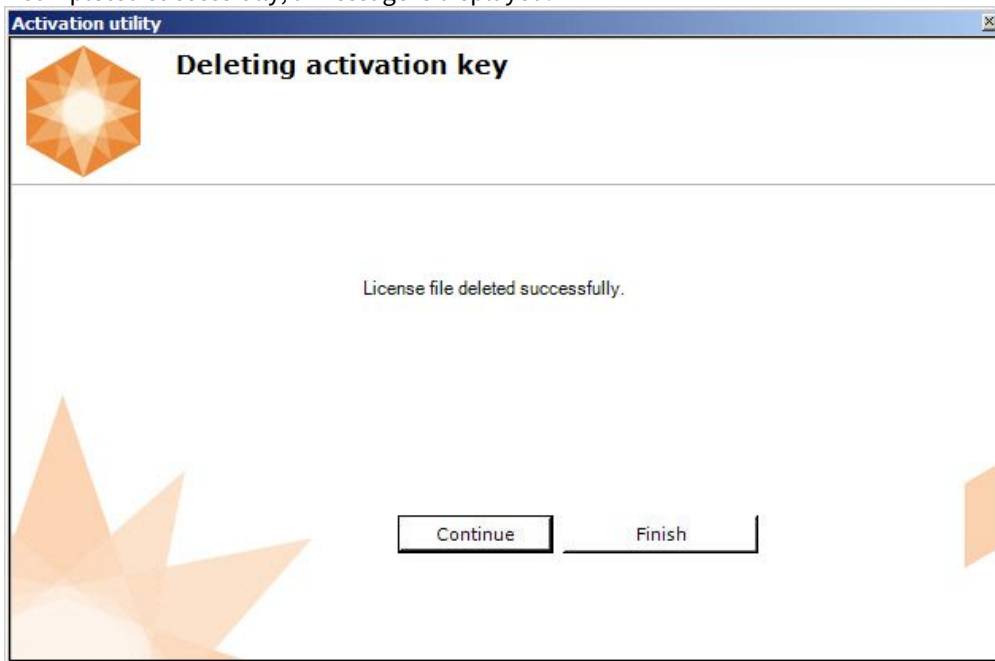 Activation utility
Deleting activation key
License file deleted successfully.
Continue
Finish